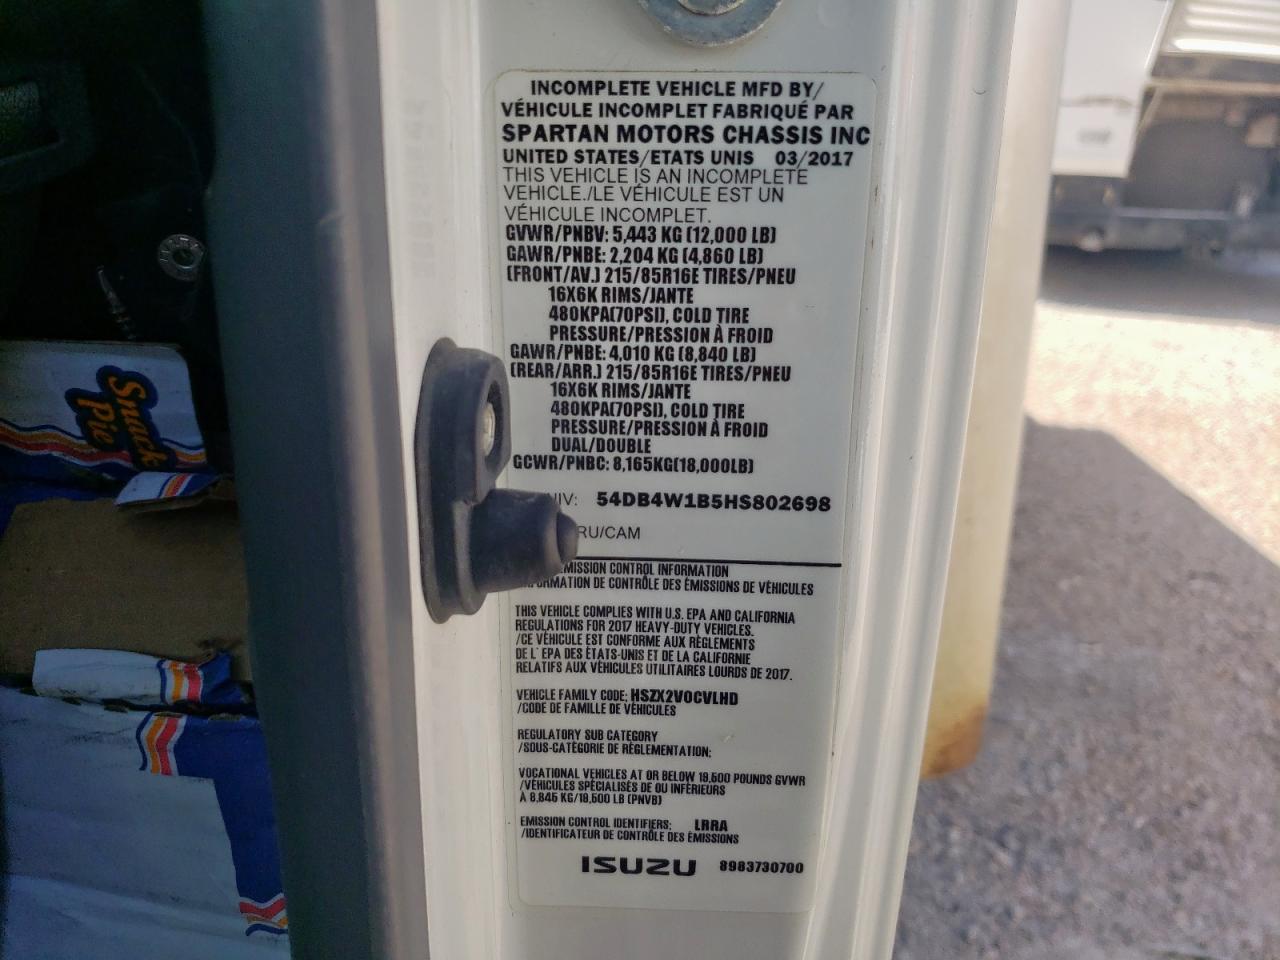 INCOMPLETE VEHICLE MFD BY/
VÉHICULE INCOMPLET FABRIQUÉ PAR
SPARTAN MOTORS CHASSIS INC
UNITED STATES/ETATS UNIS 03/2017
THIS VEHICLE IS AN INCOMPLETE
VEHICLE./LE VÉHICULE EST UN
VÉHICULE INCOMPLET.
GVWR/PNBV: 5,443 KG (12,000 LB)
GAWR/PNBE: 2,204 KG (4,860 LB)
(FRONT/AV.) 215/85R16E TIRES/PNEU
16X6K RIMS/JANTE
480KPA(70PSI), COLD TIRE
PRESSURE/PRESSION À FROID
GAWR/PNBE: 4,010 KG (8,840 LB)
(REAR/ARR.) 215/85R16E TIRES/PNEU
16X6K RIMS/JANTE
480KPA(70PSI), COLD TIRE
PRESSURE/PRESSION À FROID
DUAL/DOUBLE
GCWR/PNBC: 8,165KG(18,000LB)
NIV: 54DB4W1B5HS802698
RU/CAM
EMISSION CONTROL INFORMATION
INFORMATION DE CONTRÔLE DES ÉMISSIONS DE VÉHICULES
THIS VEHICLE COMPLIES WITH U.S. EPA AND CALIFORNIA
REGULATIONS FOR 2017 HEAVY-DUTY VEHICLES.
/CE VÉHICULE EST CONFORME AUX RÈGLEMENTS
DE L' EPA DES ÉTATS-UNIS ET DE LA CALIFORNIE
RELATIFS AUX VÉHICULES UTILITAIRES LOURDS DE 2017.
VEHICLE FAMILY CODE: HSZX2VOCVLHD
/CODE DE FAMILLE DE VÉHICULES
REGULATORY SUB CATEGORY
/SOUS-CATÉGORIE DE RÉGLEMENTATION:
VOCATIONAL VEHICLES AT OR BELOW 19,500 POUNDS GVWR
/VÉHICULES SPÉCIALISÉS DE OU INFÉRIEURS
À 8,845 KG/19,500 LB (PNVB)
EMISSION CONTROL IDENTIFIERS: LRRA
/IDENTIFICATEUR DE CONTRÔLE DES ÉMISSIONS
ISUZU 8983730700
Snack
Pie